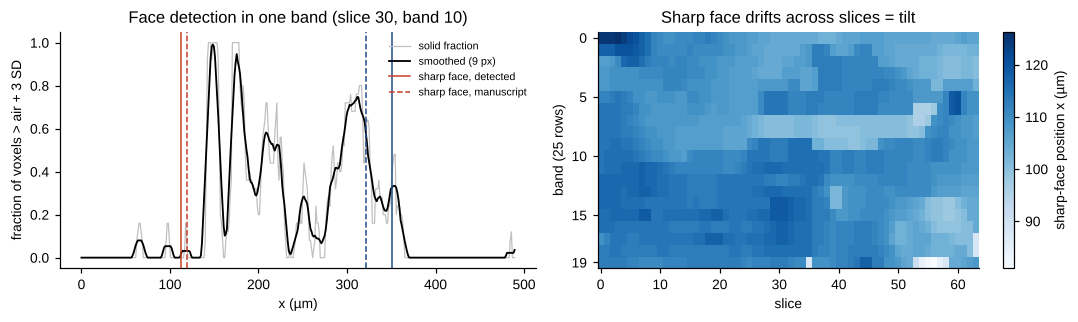 Face detection in one band (slice 30, band 10)
fraction of voxels > air + 3 SD
1.0
0.8
0.6
0.4
0.2
0.0
solid fraction
smoothed (9 px)
sharp face, detected
sharp face, manuscript
0 100 200 300 400 500
x (µm)
Sharp face drifts across slices = tilt
band (25 rows)
0
5
10
15
19
0 10 20 30 40 50 60
slice
120
110
100
90
sharp-face position x (µm)